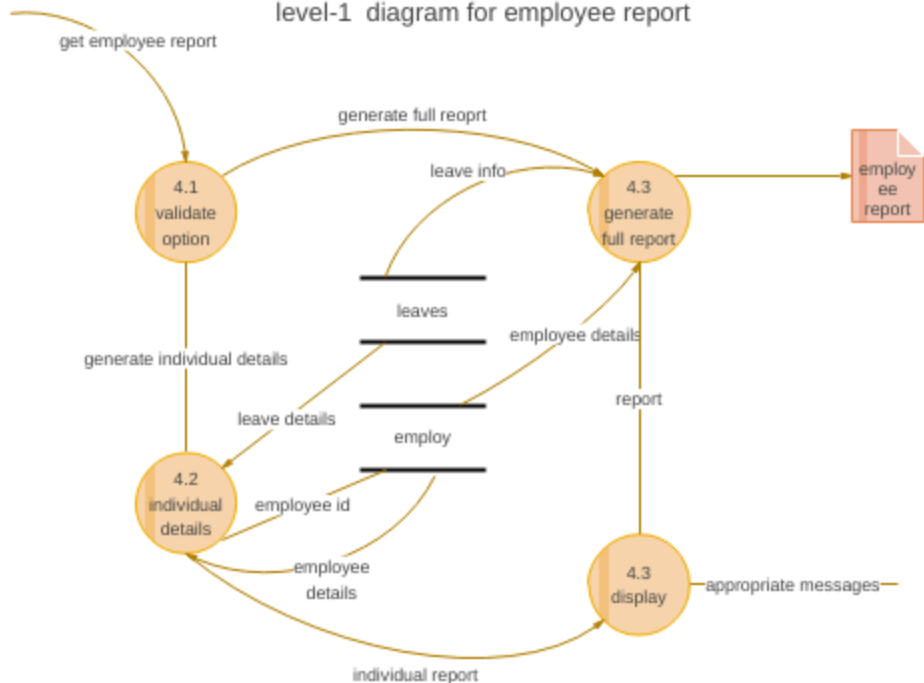 level-1 diagram for employee report
get employee report
generate full reoprt
leave info
4.1
validate
option
4.3
generate
full report
employ
ee
report
leaves
employee details
generate individual details
report
leave details
employ
4.2
individual
details
employee id
employee
details
4.3
display
appropriate messages
individual report